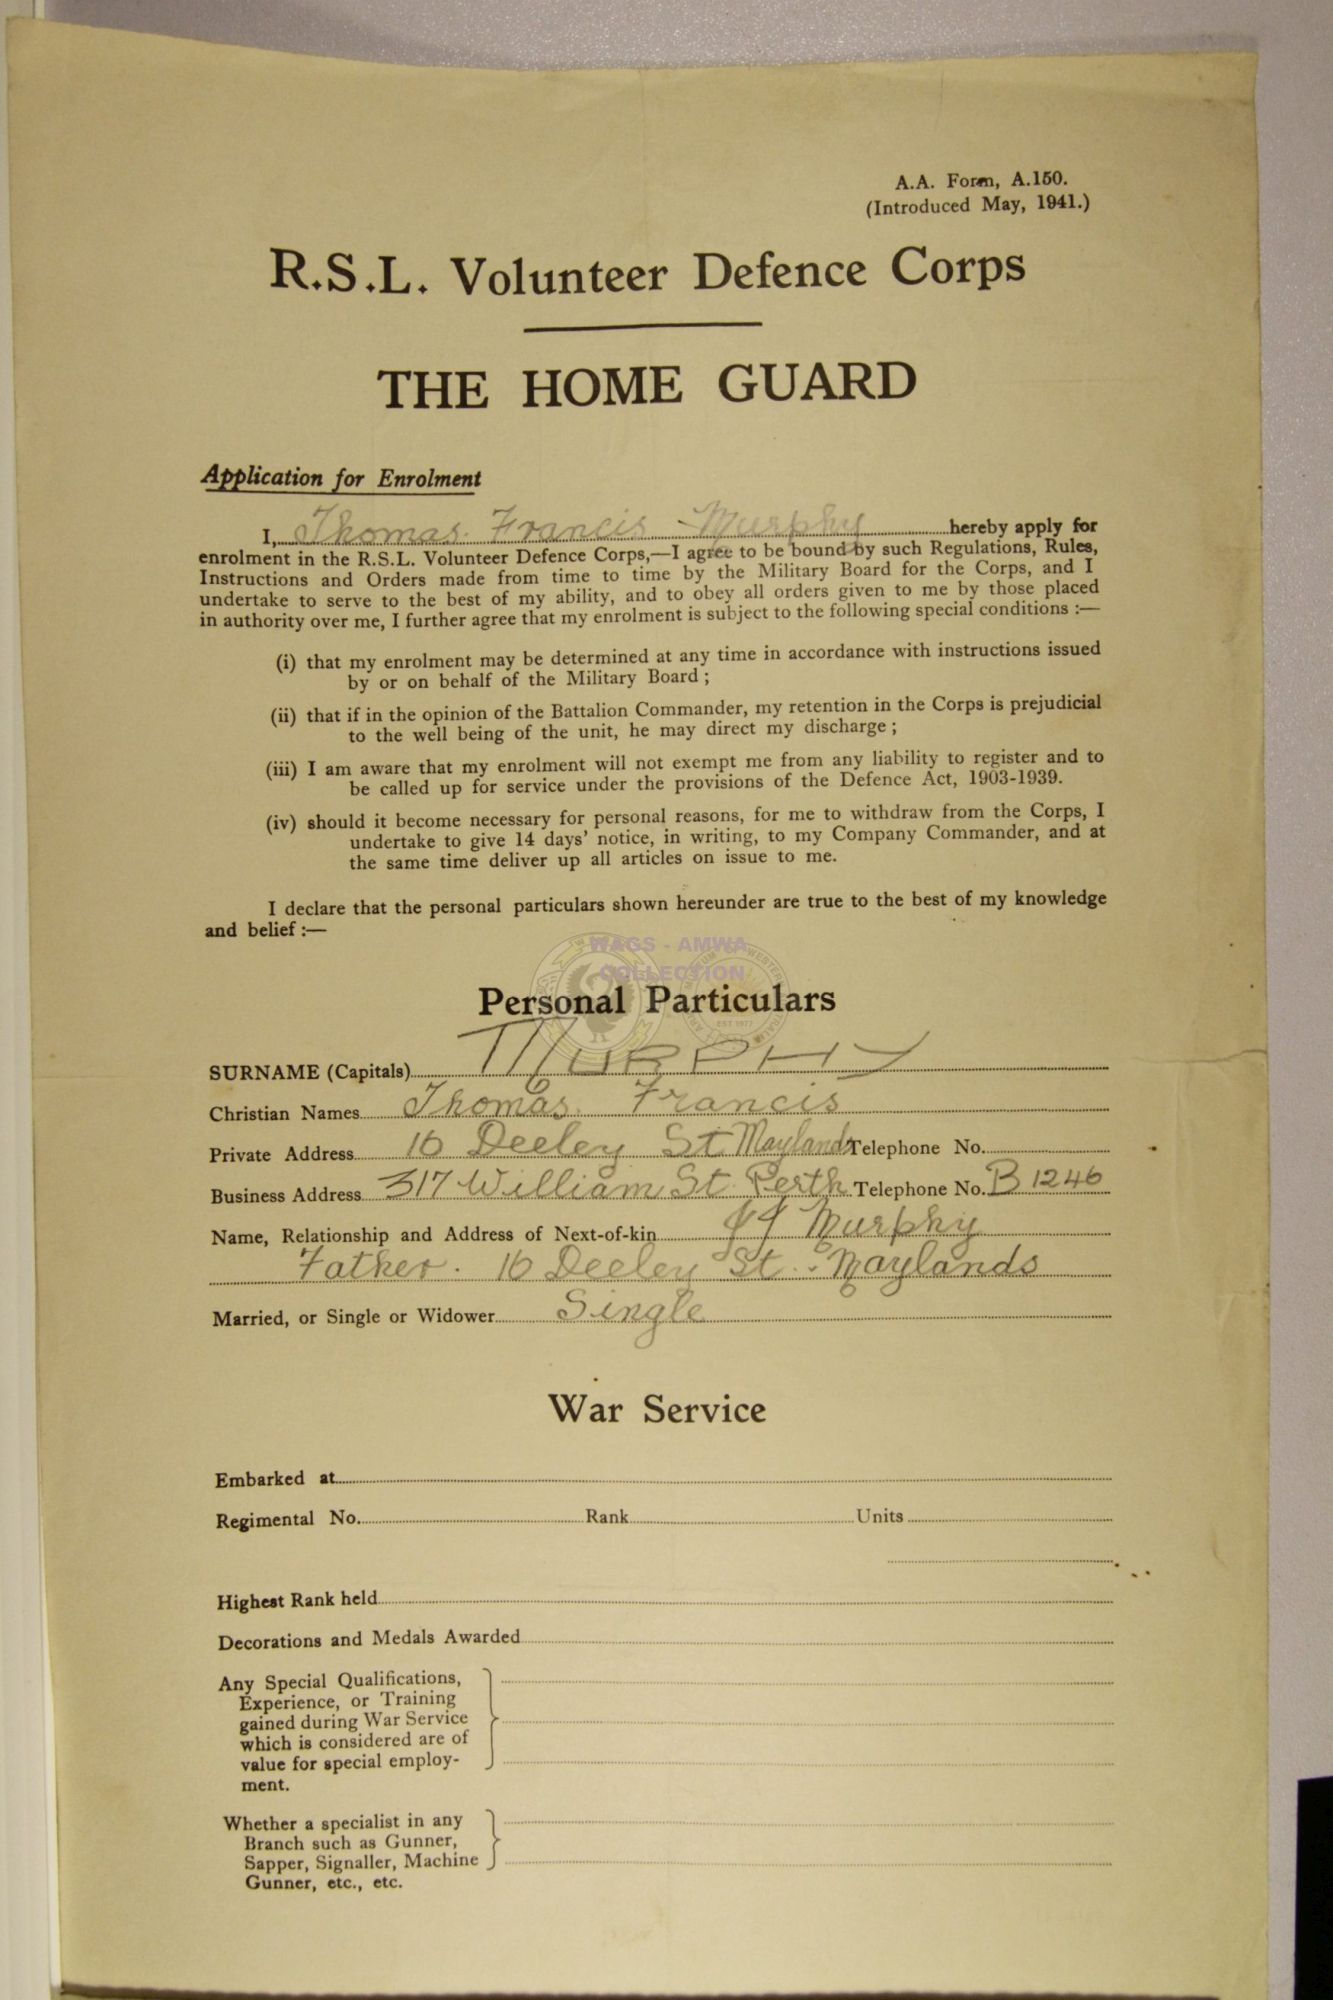 A.A. Form, A.150.
(Introduced May, 1941.)
R.S.L. Volunteer Defence Corps
THE HOME GUARD
Application for Enrolment
I, Thomas Francis Murphy hereby apply for
enrolment in the R.S.L. Volunteer Defence Corps,—I agree to be bound by such Regulations, Rules,
Instructions and Orders made from time to time by the Military Board for the Corps, and I
undertake to serve to the best of my ability, and to obey all orders given to me by those placed
in authority over me, I further agree that my enrolment is subject to the following special conditions :—
(i) that my enrolment may be determined at any time in accordance with instructions issued
by or on behalf of the Military Board ;
(ii) that if in the opinion of the Battalion Commander, my retention in the Corps is prejudicial
to the well being of the unit, he may direct my discharge ;
(iii) I am aware that my enrolment will not exempt me from any liability to register and to
be called up for service under the provisions of the Defence Act, 1903-1939.
(iv) should it become necessary for personal reasons, for me to withdraw from the Corps, I
undertake to give 14 days' notice, in writing, to my Company Commander, and at
the same time deliver up all articles on issue to me.
I declare that the personal particulars shown hereunder are true to the best of my knowledge
and belief :—
WAGS - AMWA
COLLECTION
EST 1977
Personal Particulars
SURNAME (Capitals) MURPHY
Christian Names Thomas Francis
Private Address 16 Deeley St Maylands Telephone No.
Business Address 317 William St Perth Telephone No. B 1246
Name, Relationship and Address of Next-of-kin JJ Murphy
Father. 16 Deeley St. Maylands
Married, or Single or Widower Single
War Service
Embarked at
Regimental No. Rank Units
Highest Rank held
Decorations and Medals Awarded
Any Special Qualifications,
Experience, or Training
gained during War Service
which is considered are of
value for special employ-
ment.
Whether a specialist in any
Branch such as Gunner,
Sapper, Signaller, Machine
Gunner, etc., etc.